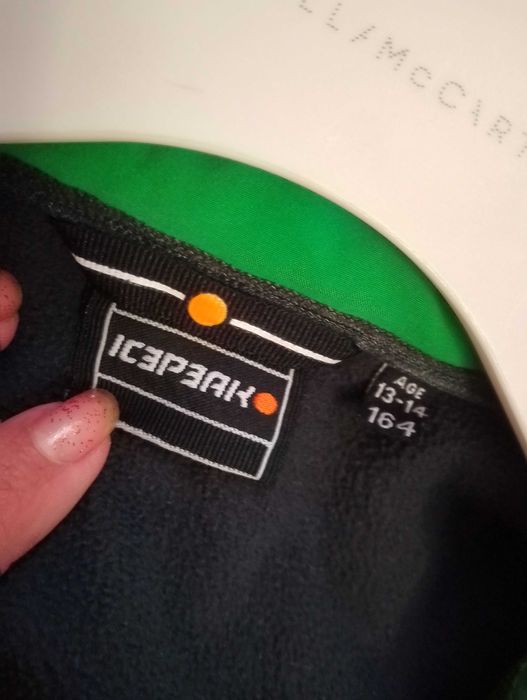 LLAMcCAR
ICEPEAK
AGE
13-14
164